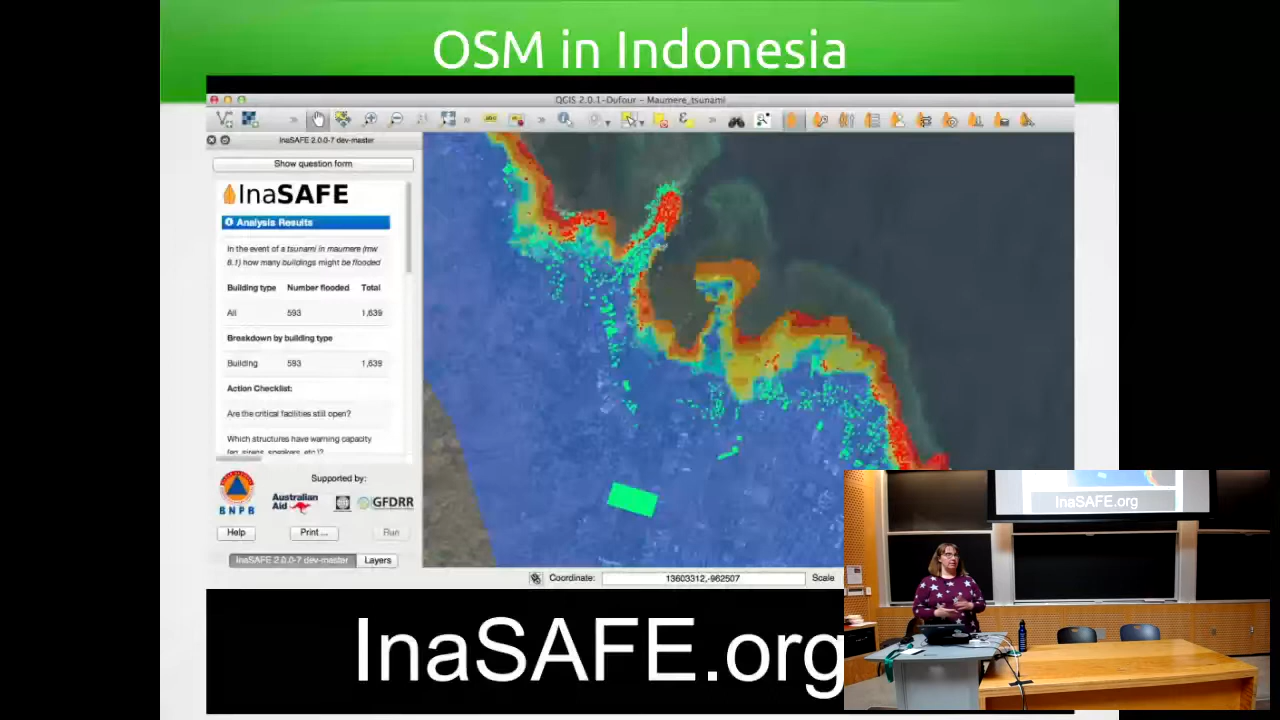 OSM in Indonesia
QGIS 2.0.1-Dufour - Maumere_tsunami
InaSAFE 2.0.0-7 dev-master
Show question form
InaSAFE
Analysis Results
In the event of a tsunami in maumere (mw
8.1) how many buildings might be flooded
Building type Number flooded Total
All 593 1,639
Breakdown by building type
Building 593 1,639
Action Checklist:
Are the critical facilities still open?
Which structures have warning capacity
(eg. sirens, speakers, etc.)?
Supported by:
BNPB
Australian
Aid
GFDRR
Help Print ... Run
InaSAFE 2.0.0-7 dev-master Layers
Coordinate: 13603312,-962507 Scale
InaSAFE.org
InaSAFE.org